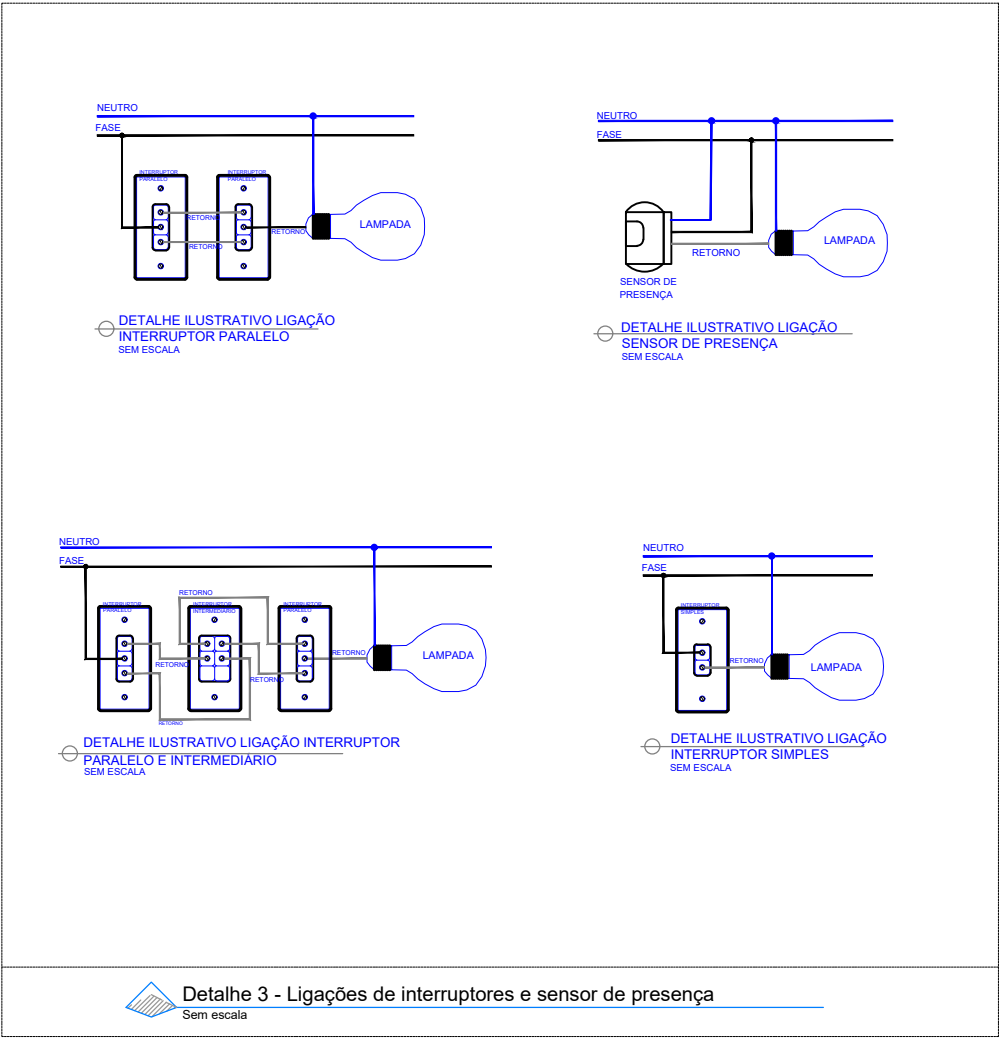 NEUTRO
FASE
INTERRUPTOR
PARALELO
INTERRUPTOR
PARALELO
RETORNO
RETORNO
RETORNO
LAMPADA
DETALHE ILUSTRATIVO LIGAÇÃO
INTERRUPTOR PARALELO
SEM ESCALA
NEUTRO
FASE
RETORNO
LAMPADA
SENSOR DE
PRESENÇA
DETALHE ILUSTRATIVO LIGAÇÃO
SENSOR DE PRESENÇA
SEM ESCALA
NEUTRO
FASE
RETORNO
INTERRUPTOR
PARALELO
INTERRUPTOR
INTERMEDIÁRIO
INTERRUPTOR
PARALELO
RETORNO
RETORNO
RETORNO
RETORNO
LAMPADA
DETALHE ILUSTRATIVO LIGAÇÃO INTERRUPTOR
PARALELO E INTERMEDIÁRIO
SEM ESCALA
NEUTRO
FASE
INTERRUPTOR
SIMPLES
RETORNO
LAMPADA
DETALHE ILUSTRATIVO LIGAÇÃO
INTERRUPTOR SIMPLES
SEM ESCALA
Detalhe 3 - Ligações de interruptores e sensor de presença
Sem escala